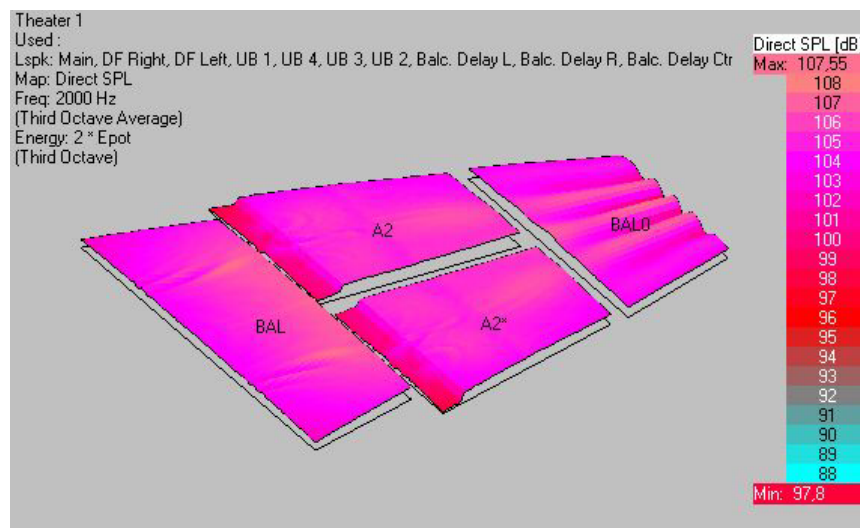 Theater 1
Used :
Lspk: Main, DF Right, DF Left, UB 1, UB 4, UB 3, UB 2, Balc. Delay L, Balc. Delay R, Balc. Delay Ctr
Map: Direct SPL
Freq: 2000 Hz
(Third Octave Average)
Energy: 2 * Epot
(Third Octave)
A2
BAL0
BAL
A2*
Direct SPL [dB
Max: 107,55
108
107
106
105
104
103
102
101
100
99
98
97
96
95
94
93
92
91
90
89
88
Min: 97,8